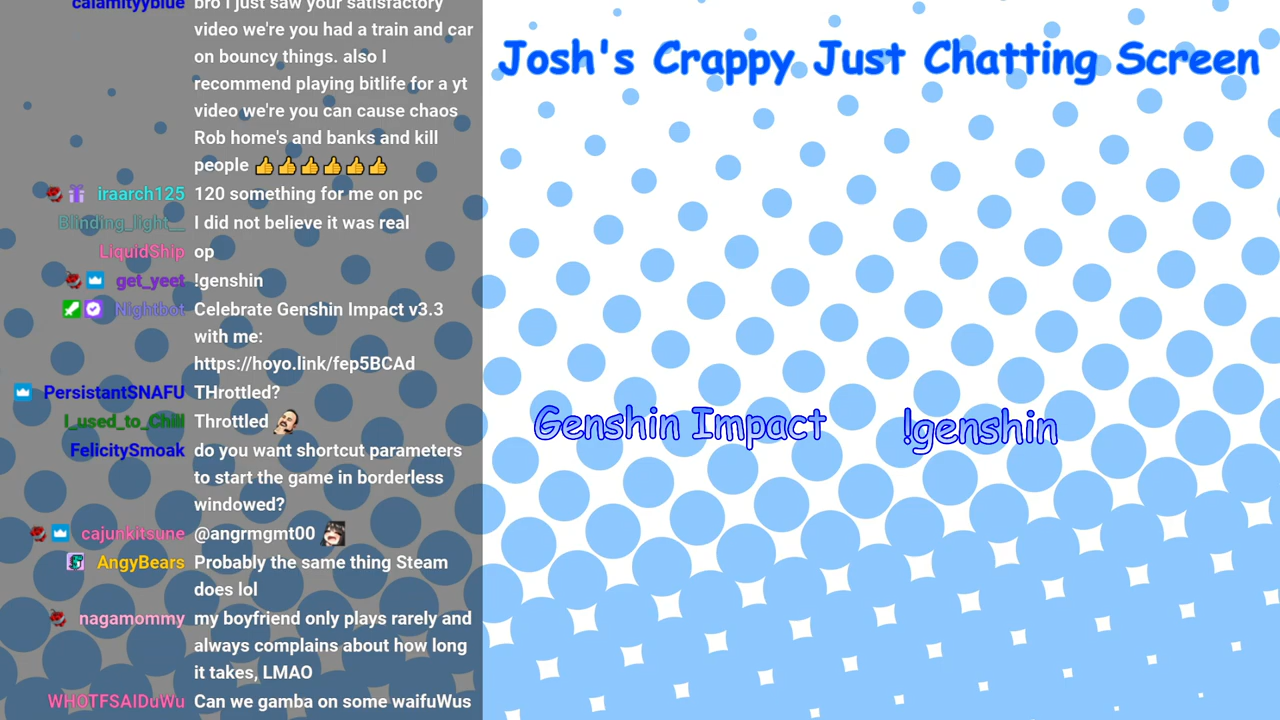 calamityyblue bro I just saw your satisfactory
video we're you had a train and car
on bouncy things. also I
recommend playing bitlife for a yt
video we're you can cause chaos
Rob home's and banks and kill
people 👍👍👍👍👍👍
iraarch125 120 something for me on pc
Blinding_light__ I did not believe it was real
LiquidShip op
get_yeet !genshin
Nightbot Celebrate Genshin Impact v3.3
with me:
https://hoyo.link/fep5BCAd
PersistantSNAFU THrottled?
I_used_to_Chill Throttled
FelicitySmoak do you want shortcut parameters
to start the game in borderless
windowed?
cajunkitsune @angrmgmt00
AngyBears Probably the same thing Steam
does lol
nagamommy my boyfriend only plays rarely and
always complains about how long
it takes, LMAO
WHOTFSAIDuWu Can we gamba on some waifuWus
Josh's Crappy Just Chatting Screen
Genshin Impact !genshin